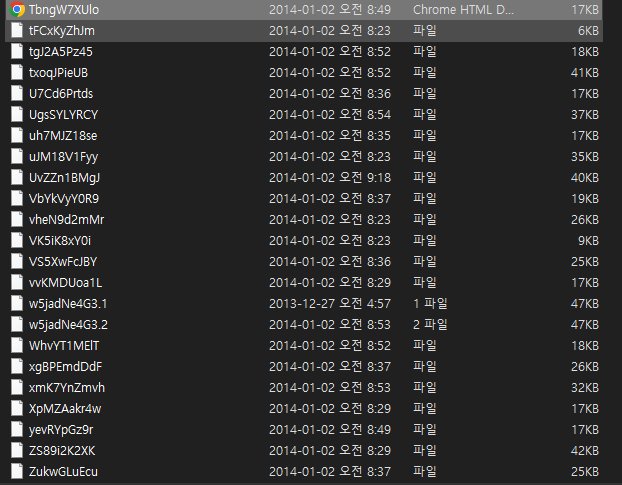 TbngW7XUlo 2014-01-02 오전 8:49 Chrome HTML D... 17KB
tFCxKyZhJm 2014-01-02 오전 8:23 파일 6KB
tgJ2A5Pz45 2014-01-02 오전 8:52 파일 18KB
txoqJPieUB 2014-01-02 오전 8:52 파일 41KB
U7Cd6Prtds 2014-01-02 오전 8:36 파일 17KB
UgsSYLYRCY 2014-01-02 오전 8:54 파일 37KB
uh7MJZ18se 2014-01-02 오전 8:35 파일 17KB
uJM18V1Fyy 2014-01-02 오전 8:23 파일 35KB
UvZZn1BMgJ 2014-01-02 오전 9:18 파일 40KB
VbYkVyY0R9 2014-01-02 오전 8:37 파일 19KB
vheN9d2mMr 2014-01-02 오전 8:23 파일 26KB
VK5iK8xY0i 2014-01-02 오전 8:23 파일 9KB
VS5XwFcJBY 2014-01-02 오전 8:36 파일 25KB
vvKMDUoa1L 2014-01-02 오전 8:29 파일 17KB
w5jadNe4G3.1 2013-12-27 오전 4:57 1 파일 47KB
w5jadNe4G3.2 2014-01-02 오전 8:53 2 파일 47KB
WhvYT1MElT 2014-01-02 오전 8:52 파일 18KB
xgBPEmdDdF 2014-01-02 오전 8:37 파일 26KB
xmK7YnZmvh 2014-01-02 오전 8:53 파일 32KB
XpMZAakr4w 2014-01-02 오전 8:29 파일 17KB
yevRYpGz9r 2014-01-02 오전 8:49 파일 17KB
ZS89i2K2XK 2014-01-02 오전 8:29 파일 42KB
ZukwGLuEcu 2014-01-02 오전 8:37 파일 25KB